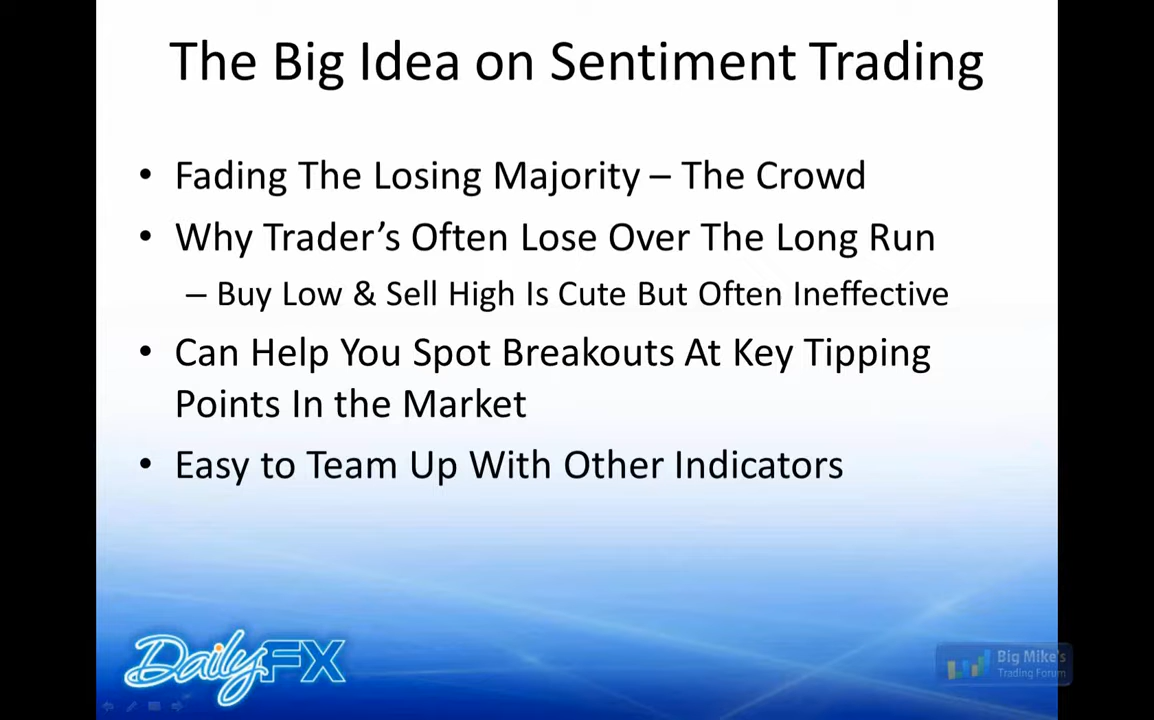 The Big Idea on Sentiment Trading
• Fading The Losing Majority – The Crowd
• Why Trader’s Often Lose Over The Long Run
– Buy Low & Sell High Is Cute But Often Ineffective
• Can Help You Spot Breakouts At Key Tipping
Points In the Market
• Easy to Team Up With Other Indicators
DailyFX
Big Mike's
Trading Forum